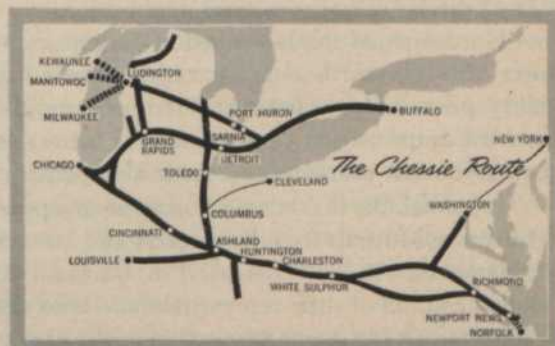 KEWAUNEE
MANITOWOC
LUDINGTON
MILWAUKEE
PORT HURON
BUFFALO
SARNIA
GRAND
RAPIDS
DETROIT
NEW YORK
CHICAGO
TOLEDO
The Chessie Route
CLEVELAND
WASHINGTON
COLUMBUS
CINCINNATI
ASHLAND
HUNTINGTON
LOUISVILLE
CHARLESTON
WHITE SULPHUR
RICHMOND
NEWPORT NEWS
NORFOLK